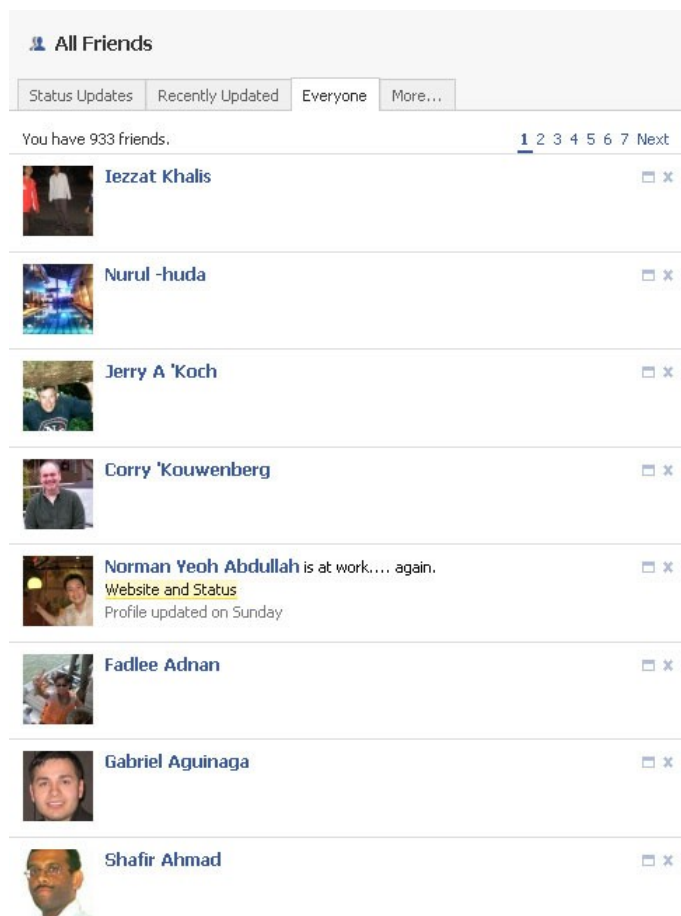 All Friends
Status Updates Recently Updated Everyone More...
You have 933 friends. 1 2 3 4 5 6 7 Next
Iezzat Khalis
Nurul -huda
Jerry A 'Koch
Corry 'Kouwenberg
Norman Yeoh Abdullah is at work.... again.
Website and Status
Profile updated on Sunday
Fadlee Adnan
Gabriel Aguinaga
Shafir Ahmad